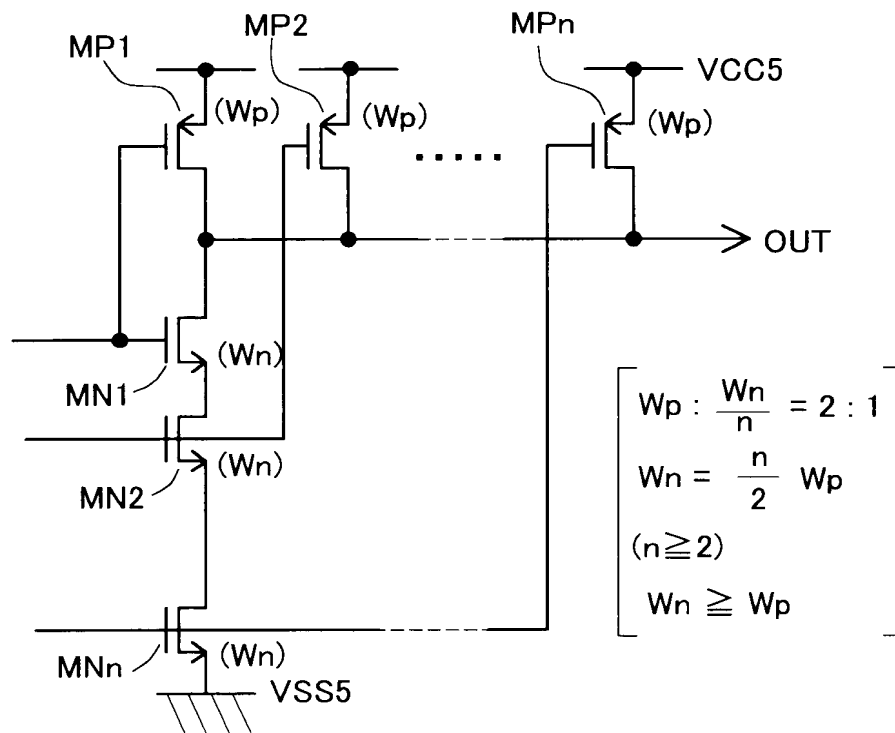 MP1
MP2
MPn
VCC5
(Wp)
(Wp)
(Wp)
.....
OUT
(Wn)
MN1
(Wn)
MN2
(Wn)
MNn
VSS5
Wp : Wn/n = 2 : 1
Wn = n/2 Wp
(n≧2)
Wn ≧ Wp